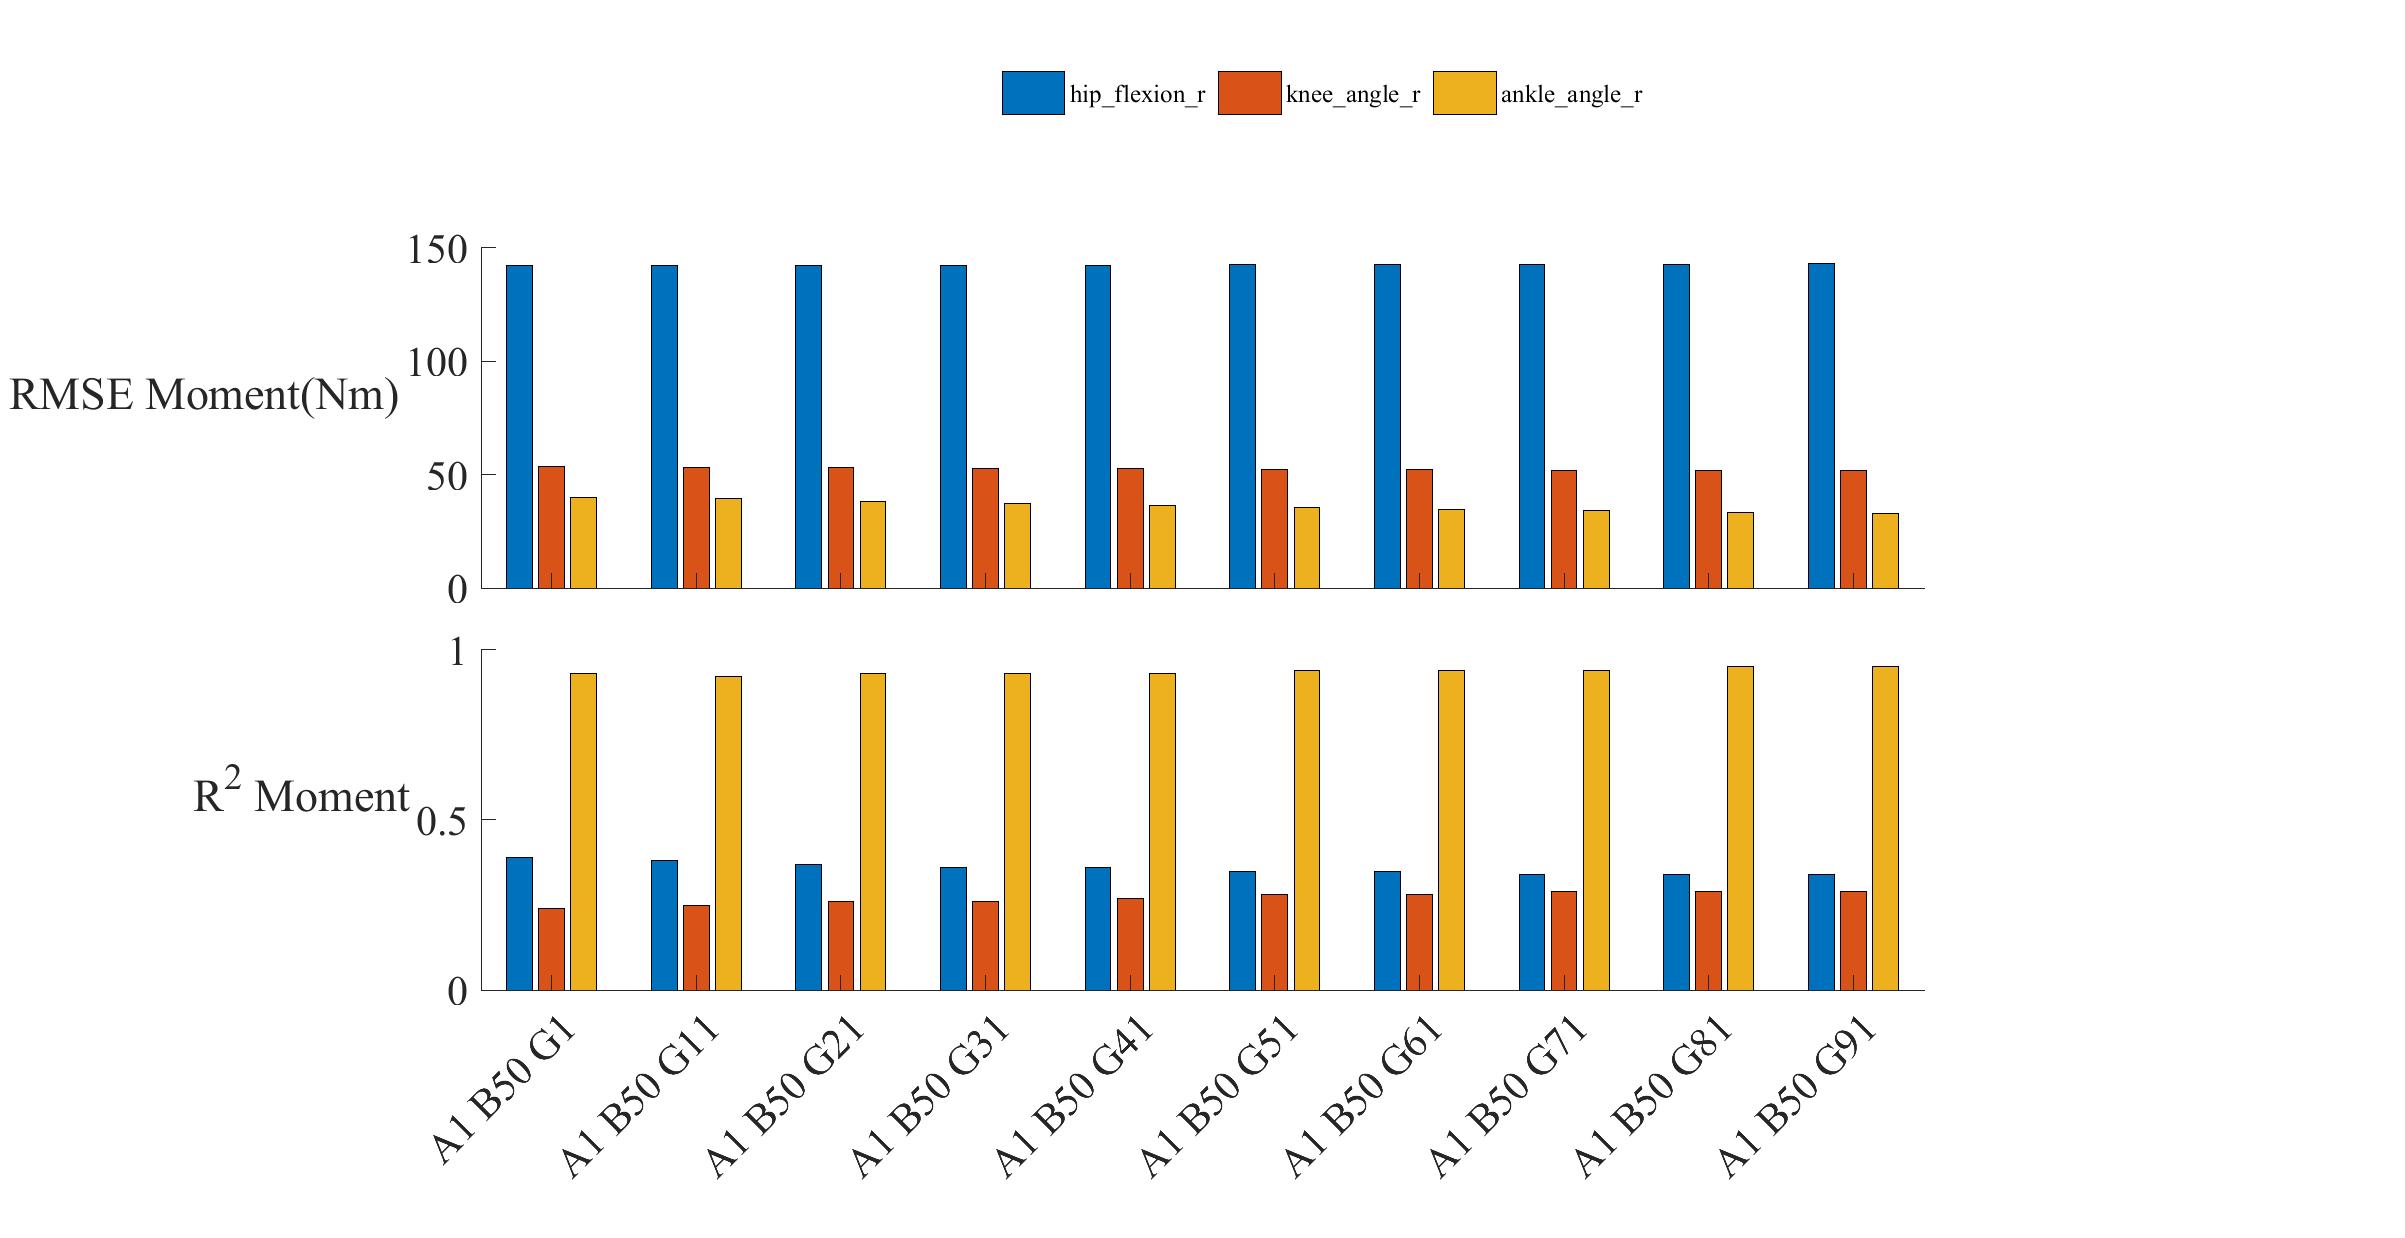 hip_flexion_r knee_angle_r ankle_angle_r
150
100
50
0
RMSE Moment(Nm)
1
0.5
0
R² Moment
A1 B50 G1
A1 B50 G11
A1 B50 G21
A1 B50 G31
A1 B50 G41
A1 B50 G51
A1 B50 G61
A1 B50 G71
A1 B50 G81
A1 B50 G91